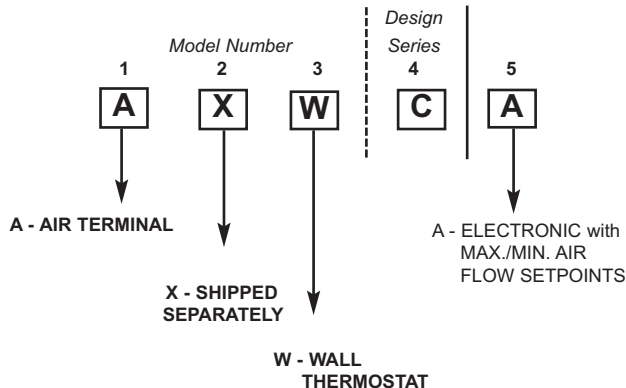 Design
Model Number Series
1 2 3 4 5
A X W C A
A - AIR TERMINAL
A - ELECTRONIC with
MAX./MIN. AIR
FLOW SETPOINTS
X - SHIPPED
SEPARATELY
W - WALL
THERMOSTAT